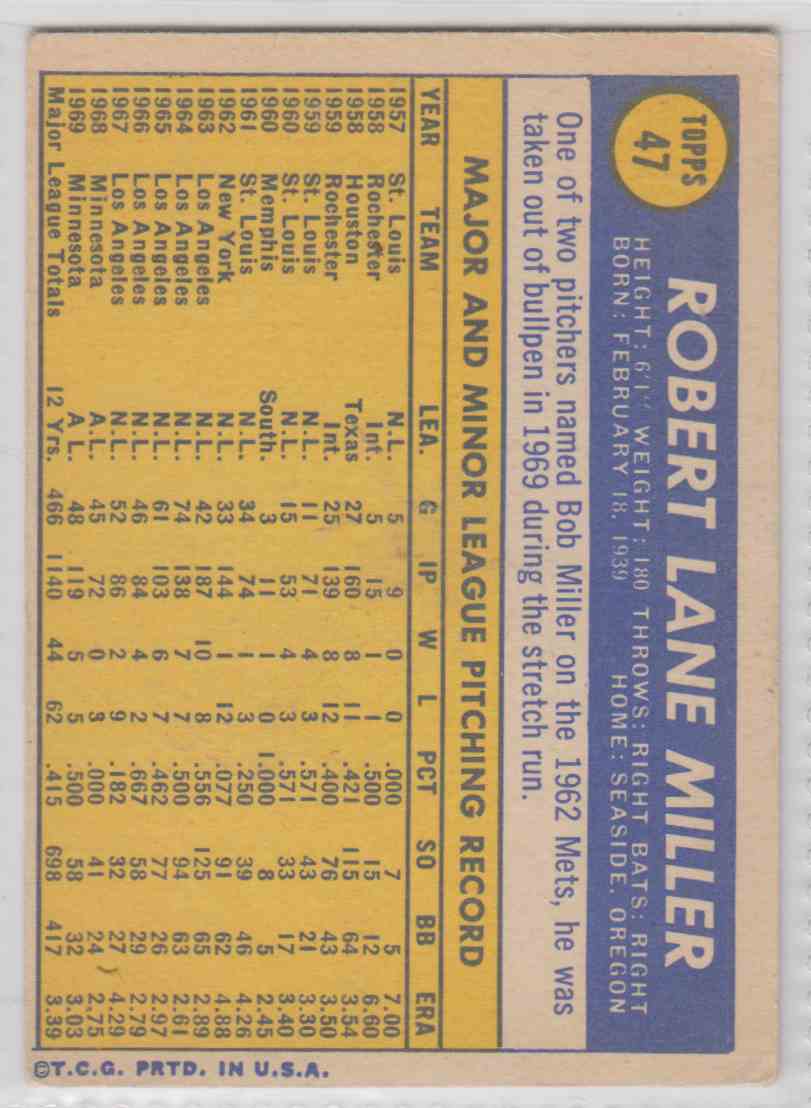 TOPPS
47
ROBERT LANE MILLER
HEIGHT: 6'1" WEIGHT: 180 THROWS: RIGHT BATS: RIGHT
BORN: FEBRUARY 18, 1939 HOME: SEASIDE, OREGON
One of two pitchers named Bob Miller on the 1962 Mets, he was
taken out of bullpen in 1969 during the stretch run.
MAJOR AND MINOR LEAGUE PITCHING RECORD
YEAR TEAM LEA. G IP W L PCT SO BB ERA
1957 St. Louis N.L. 5 9 0 0 .000 7 5 7.00
1958 Rochester Int. 5 15 1 1 .500 15 12 6.60
1958 Houston Texas 27 160 8 11 .421 115 64 3.54
1959 Rochester Int. 25 139 8 12 .400 76 43 3.50
1959 St. Louis N.L. 11 71 4 3 .571 43 21 3.30
1960 St. Louis N.L. 15 53 4 3 .571 33 17 3.40
1960 Memphis South. 3 11 1 0 1.000 8 5 2.45
1961 St. Louis N.L. 34 74 1 3 .250 39 46 4.26
1962 New York N.L. 33 144 1 12 .077 91 62 4.88
1963 Los Angeles N.L. 42 187 10 8 .556 125 65 2.89
1964 Los Angeles N.L. 74 138 7 7 .500 94 63 2.61
1965 Los Angeles N.L. 61 103 6 7 .462 77 26 2.97
1966 Los Angeles N.L. 46 84 4 2 .667 58 29 2.79
1967 Los Angeles N.L. 52 86 2 9 .182 32 27 4.29
1968 Minnesota A.L. 45 72 0 3 .000 41 24 2.75
1969 Minnesota A.L. 48 119 5 5 .500 58 32 3.03
Major League Totals 12 Yrs. 466 1140 44 62 .415 698 417 3.39
©T.C.G. PRTD. IN U.S.A.